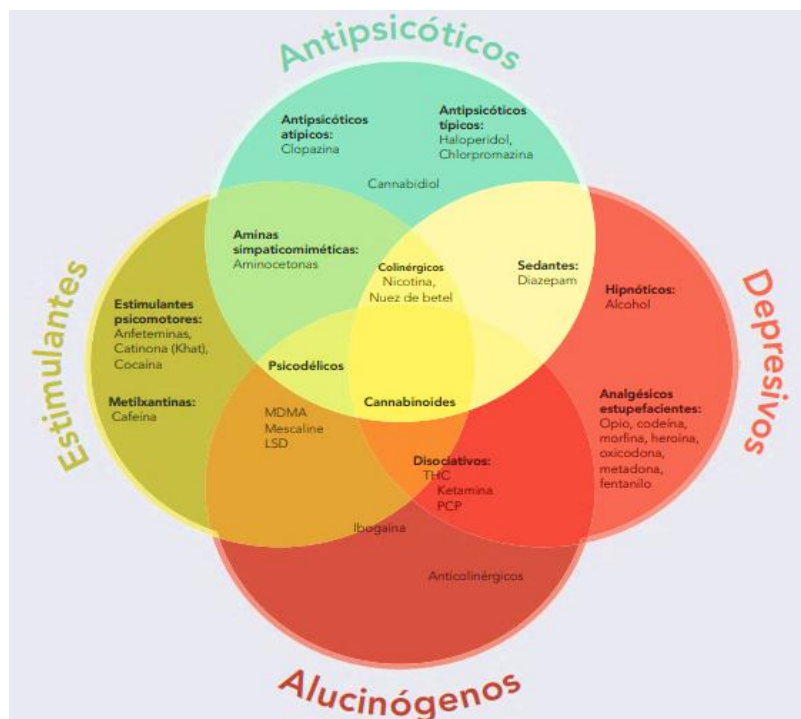 Antipsicóticos
Antipsicóticos
atípicos:
Clopazina
Antipsicóticos
típicos:
Haloperidol,
Chlorpromazina
Cannabidiol
Estimulantes
Aminas
simpaticomiméticas:
Aminocetonas
Colinérgicos
Nicotina,
Nuez de betel
Sedantes:
Diazepam
Depresivos
Hipnóticos:
Alcohol
Estimulantes
psicomotores:
Anfeteminas,
Catinona (Khat),
Cocaina
Metilxantinas:
Cafeína
Psicodélicos
MDMA
Mescaline
LSD
Cannabinoides
Analgésicos
estupefacientes:
Opio, codeína,
morfina, heroína,
oxicodona,
metadona,
fentanilo
Disociativos:
THC
Ketamina
PCP
Ibogaína
Anticolinérgicos
Alucinógenos